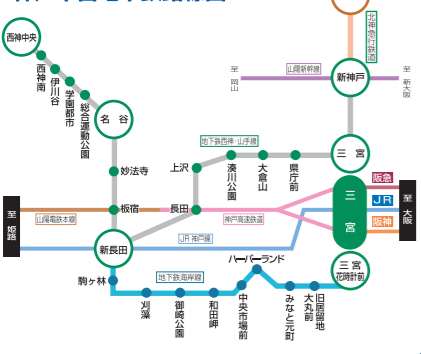 北神急行鉄道
西神中央
西神南
伊川谷
学園都市
総合運動公園
名谷
至 岡山
山陽新幹線
新神戸
至 新大阪
妙法寺
上沢
地下鉄西神・山手線
湊川公園
大倉山
県庁前
三宮
阪急
至 姫路
山陽電鉄本線
板宿
長田
神戸高速鉄道
三宮
JR
至 大阪
阪神
JR 神戸線
新長田
駒ヶ林
地下鉄海岸線
ハーバーランド
三宮
花時計前
苅藻
御崎公園
和田岬
中央市場前
みなと元町
旧居留地
大丸前